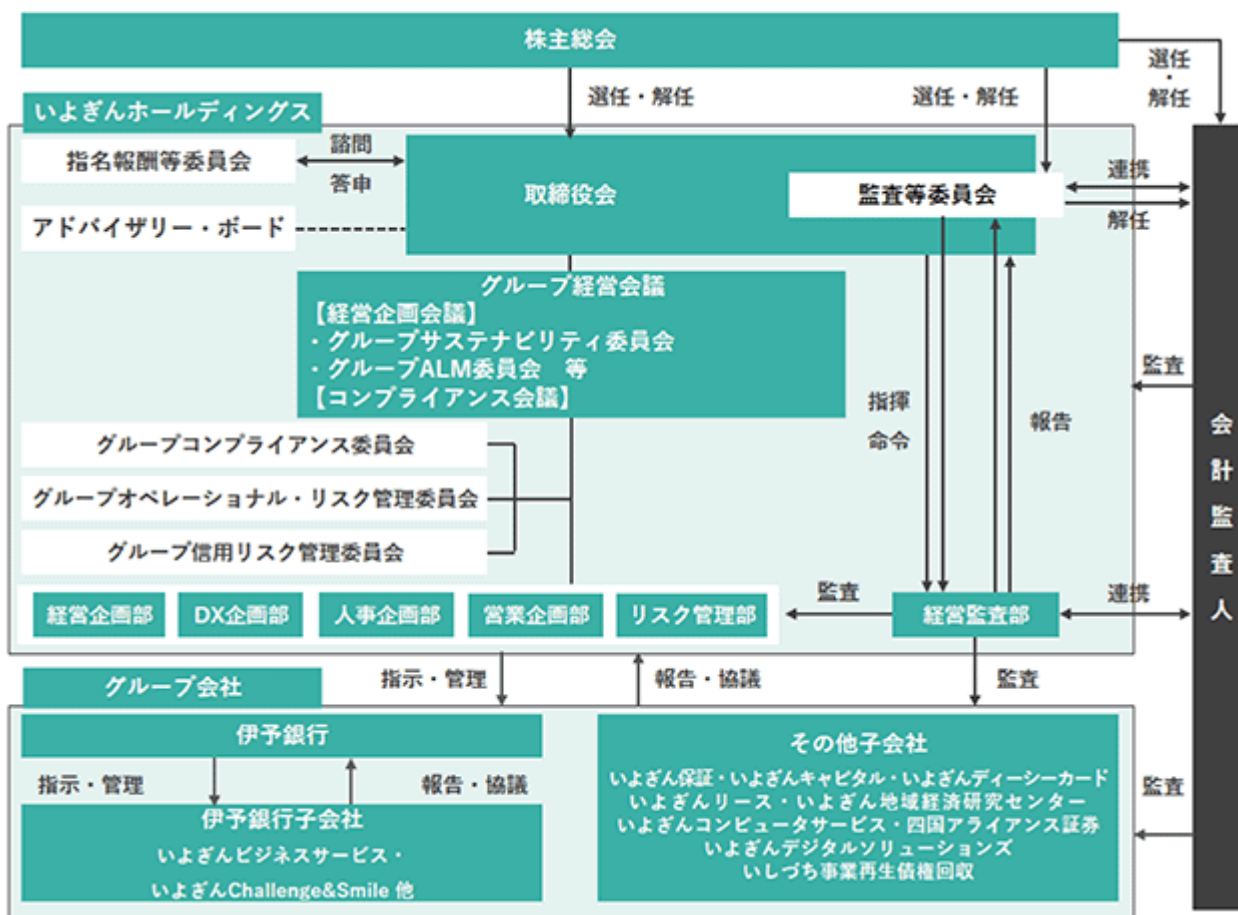 株主総会
選任・解任
選任・解任
選任
・
解任
いよぎんホールディングス
指名報酬等委員会
諮問
答申
取締役会
監査等委員会
連携
解任
アドバイザリー・ボード
グループ経営会議
【経営企画会議】
・グループサステナビリティ委員会
・グループALM委員会　等
【コンプライアンス会議】
監査
指揮
命令
報告
会計監査人
グループコンプライアンス委員会
グループオペレーショナル・リスク管理委員会
グループ信用リスク管理委員会
経営企画部
DX企画部
人事企画部
営業企画部
リスク管理部
監査
経営監査部
連携
指示・管理
報告・協議
監査
グループ会社
伊予銀行
指示・管理
報告・協議
伊予銀行子会社
いよぎんビジネスサービス・
いよぎんChallenge&Smile 他
その他子会社
いよぎん保証・いよぎんキャピタル・いよぎんディーシーカード
いよぎんリース・いよぎん地域経済研究センター
いよぎんコンピュータサービス・四国アライアンス証券
いよぎんデジタルソリューションズ
いしづち事業再生債権回収
監査